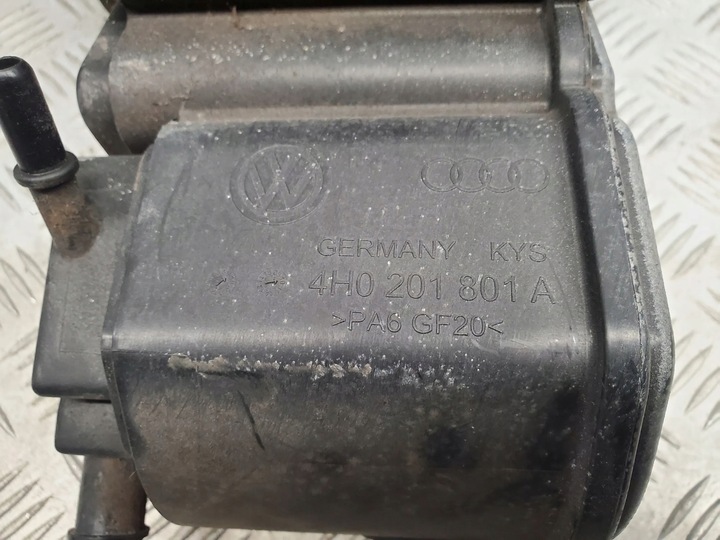 GERMANY KYS
4H0 201 801 A
>PA6 GF20<